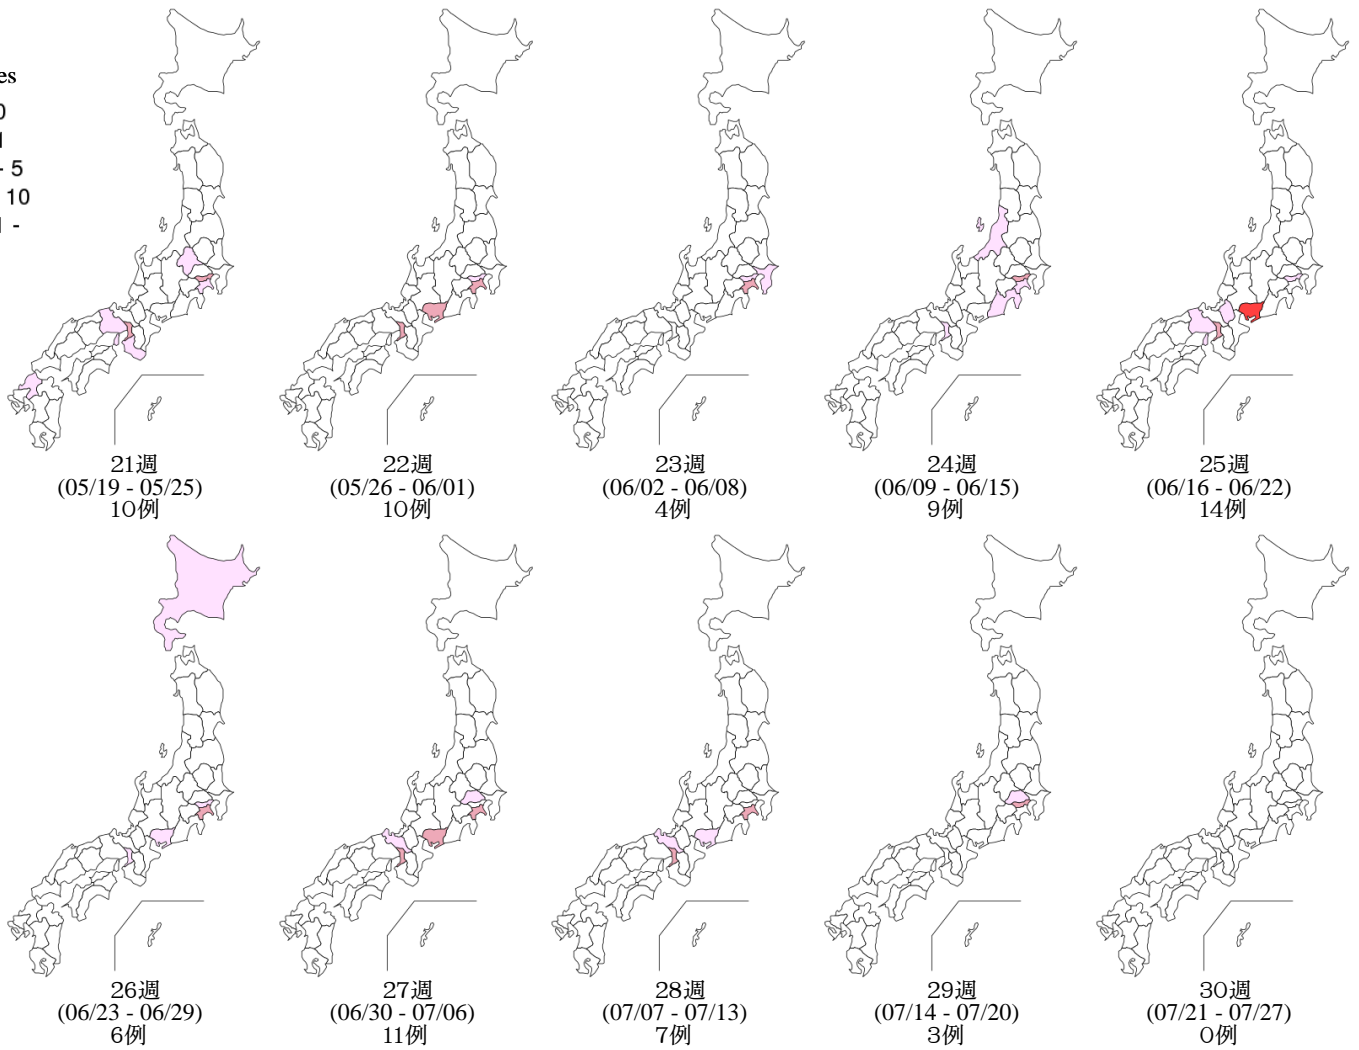 es
0
1
- 5
10
-
21週
(05/19 - 05/25)
10例
22週
(05/26 - 06/01)
10例
23週
(06/02 - 06/08)
4例
24週
(06/09 - 06/15)
9例
25週
(06/16 - 06/22)
14例
26週
(06/23 - 06/29)
6例
27週
(06/30 - 07/06)
11例
28週
(07/07 - 07/13)
7例
29週
(07/14 - 07/20)
3例
30週
(07/21 - 07/27)
0例